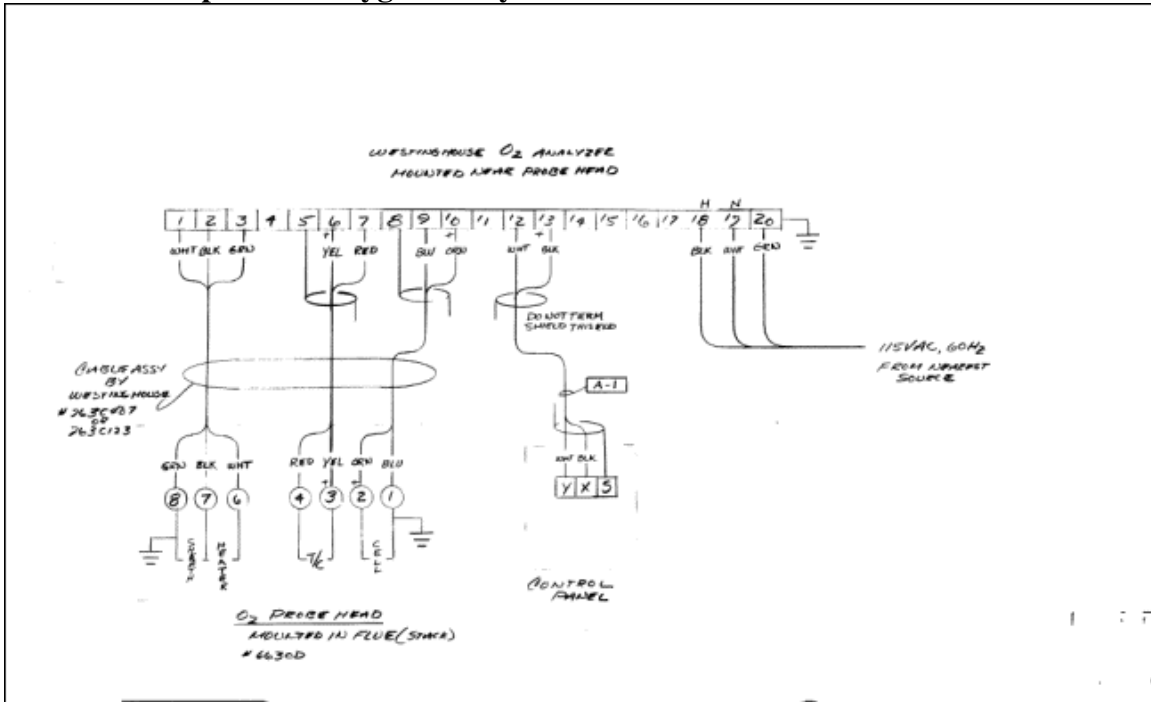 WESTINGHOUSE O2 ANALYZER
MOUNTED NEAR PROBE HEAD
H N
1 2 3 4 5 6 7 8 9 10 11 12 13 14 15 16 17 18 19 20
+ + +
WHT BLK GRN YEL RED BLU ORN WHT BLK BLK WHT GRN
DO NOT TERM
SHIELD THIS END
115VAC, 60HZ
FROM NEAREST
SOURCE
CABLE ASSY
BY
WESTINGHOUSE
OR
263C123
A-1
GRN BLK WHT RED YEL ORN BLU
WHT BLK
+ +
8 7 6 4 3 2 1
Y X S
HEATER
T/C
CELL
CONTROL
PANEL
O2 PROBE HEAD
MOUNTED IN FLUE (STACK)
# 6630D